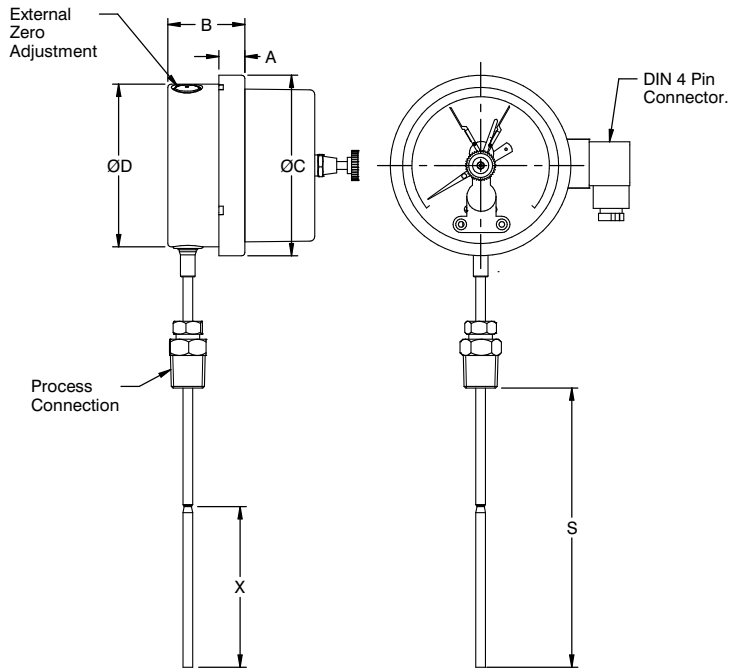 External
Zero
Adjustment
B
A
DIN 4 Pin
Connector.
ØD
ØC
Process
Connection
X
S